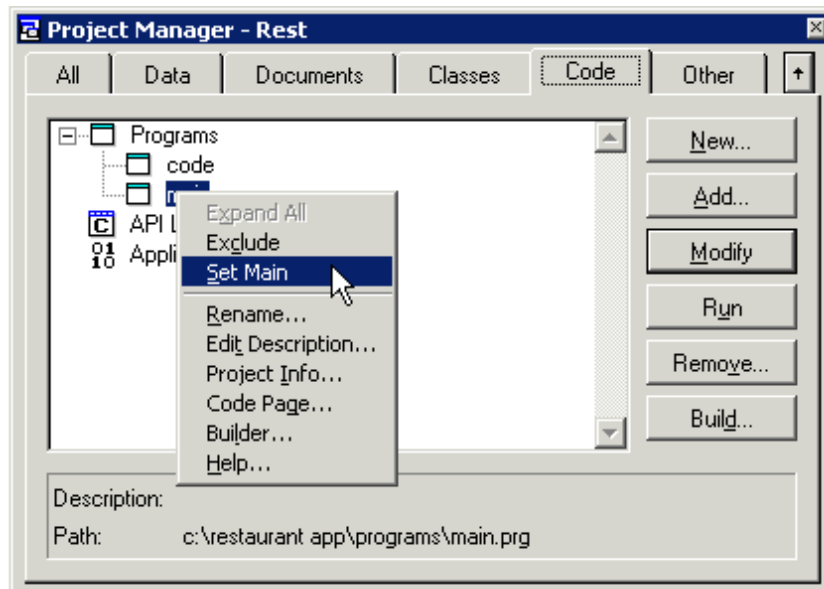 Project Manager - Rest
All Data Documents Classes Code Other
Programs
code
API L
Appli
Expand All
Exclude
Set Main
Rename...
Edit Description...
Project Info...
Code Page...
Builder...
Help...
New...
Add...
Modify
Run
Remove...
Build...
Description:
Path: c:\restaurant app\programs\main.prg